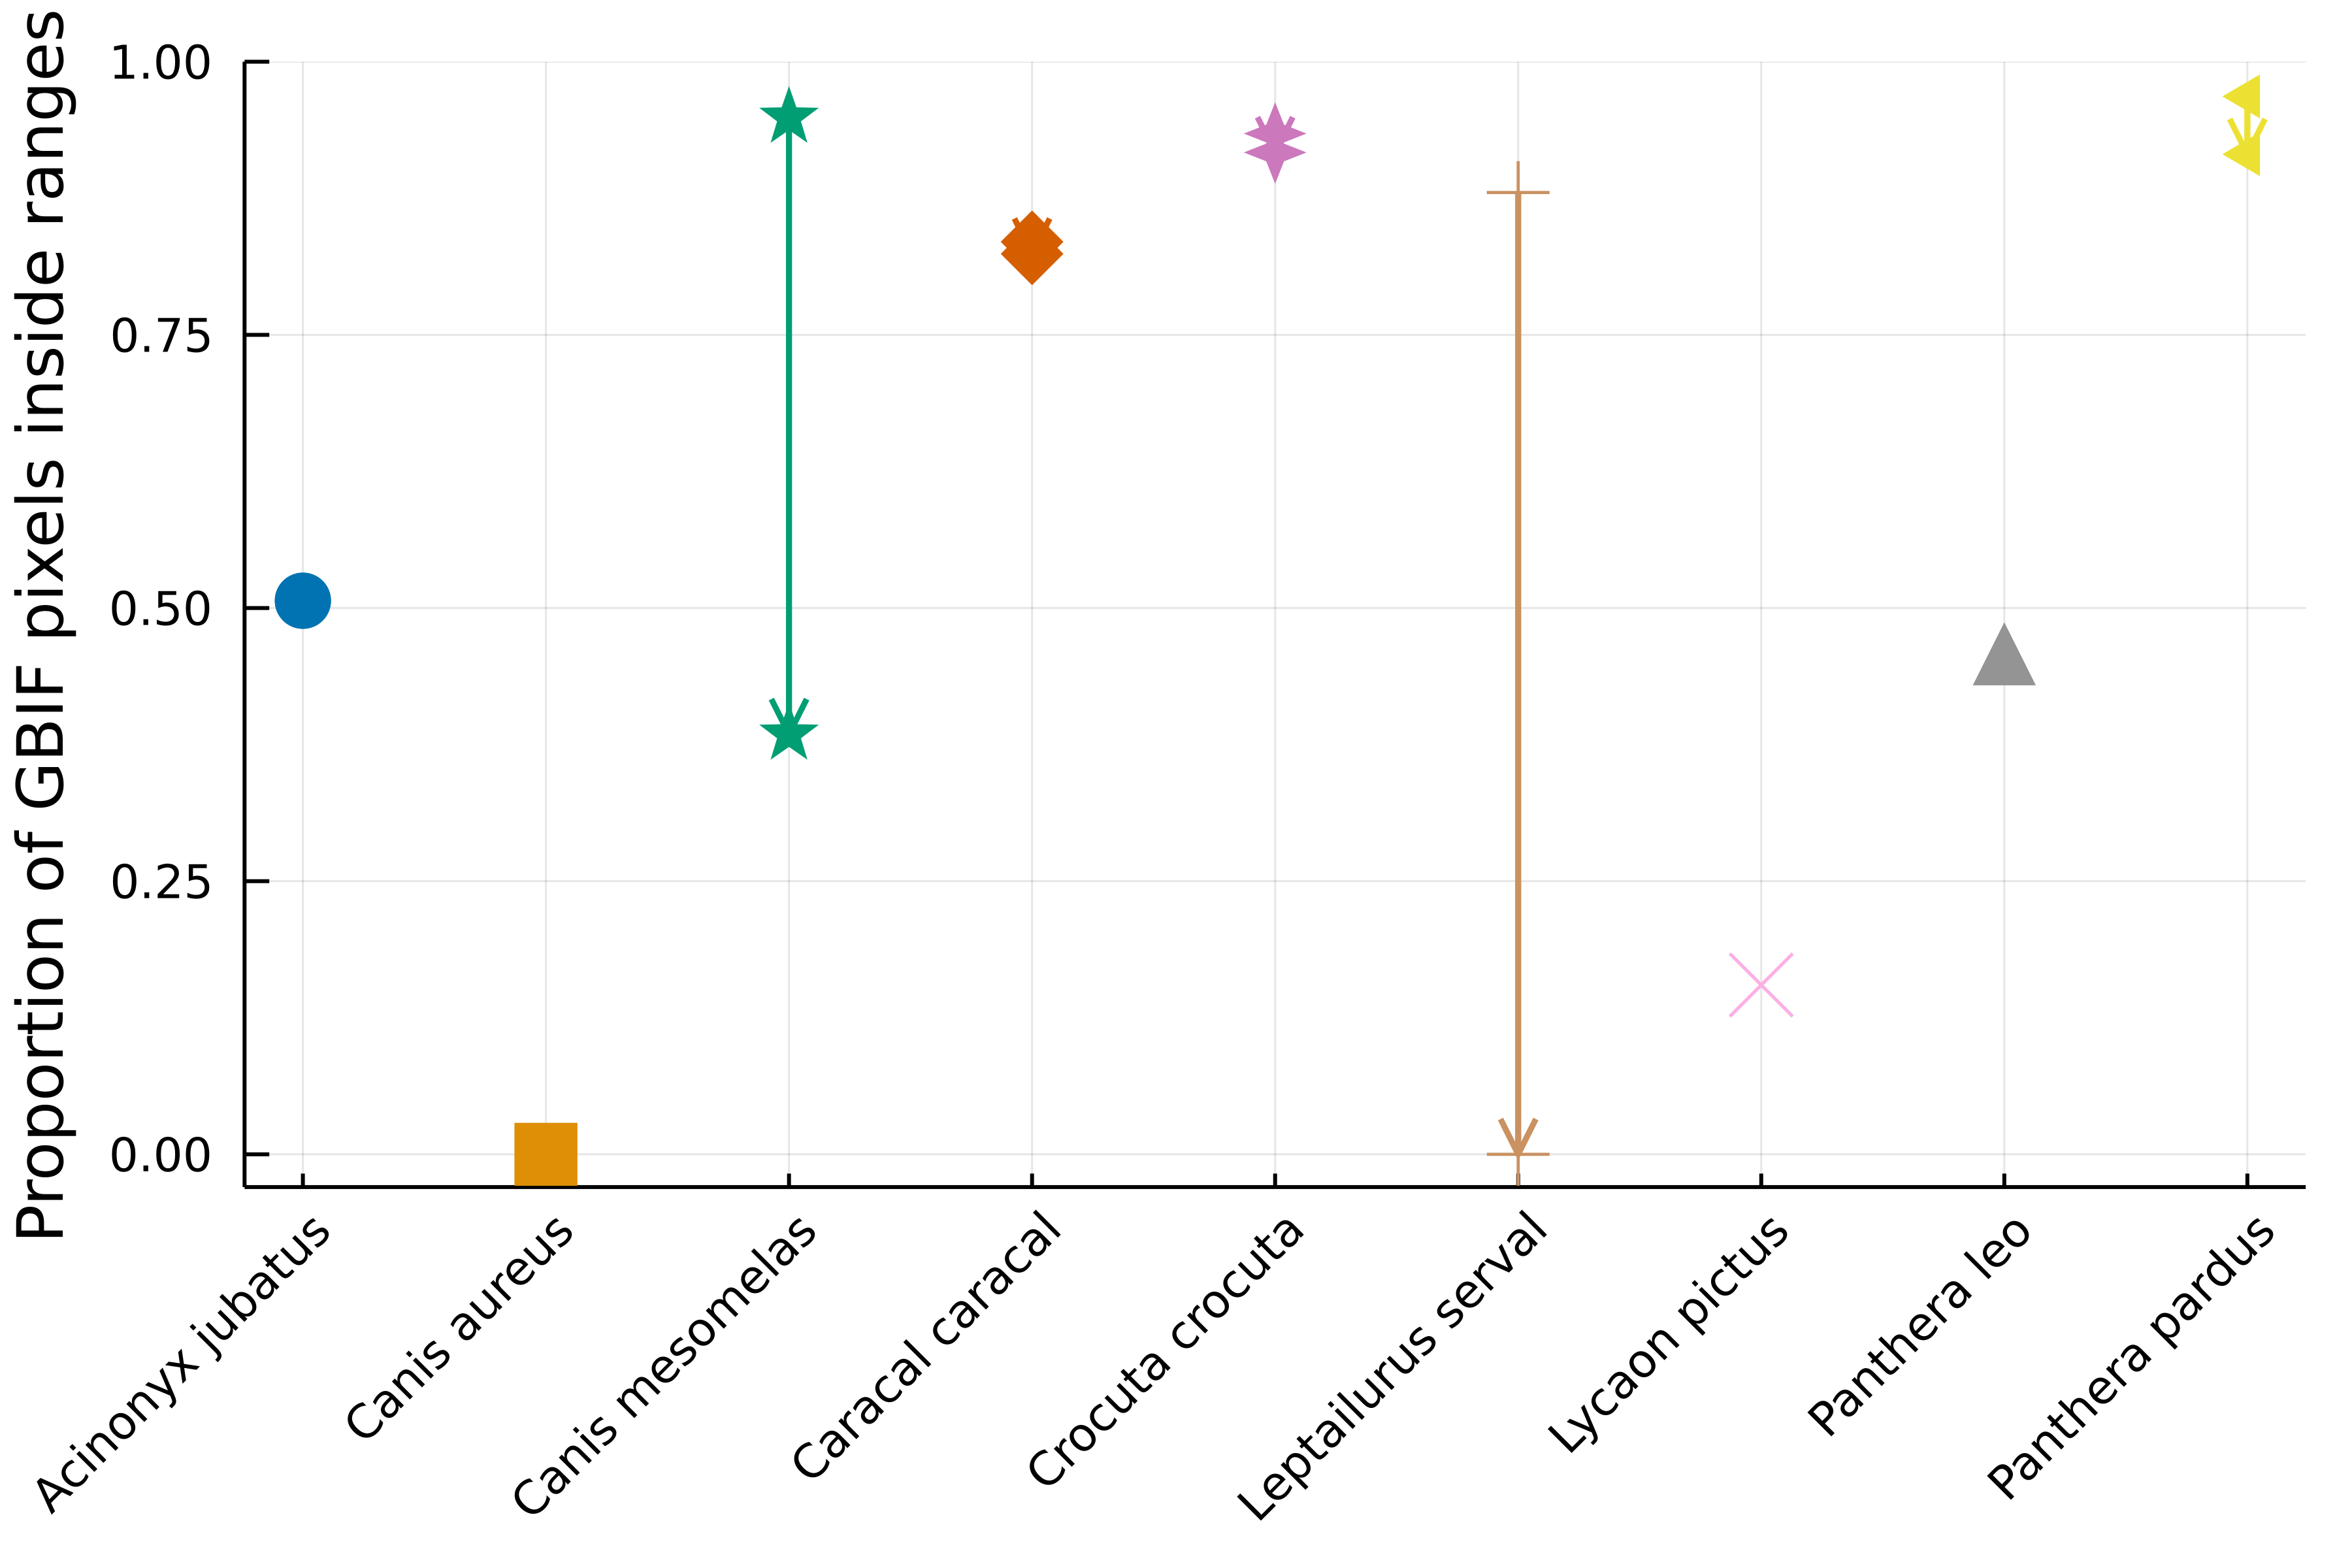 Proportion of GBIF pixels inside ranges
1.00
0.75
0.50
0.25
0.00
Acinonyx jubatus
Canis aureus
Canis mesomelas
Caracal caracal
Crocuta crocuta
Leptailurus serval
Lycaon pictus
Panthera leo
Panthera pardus